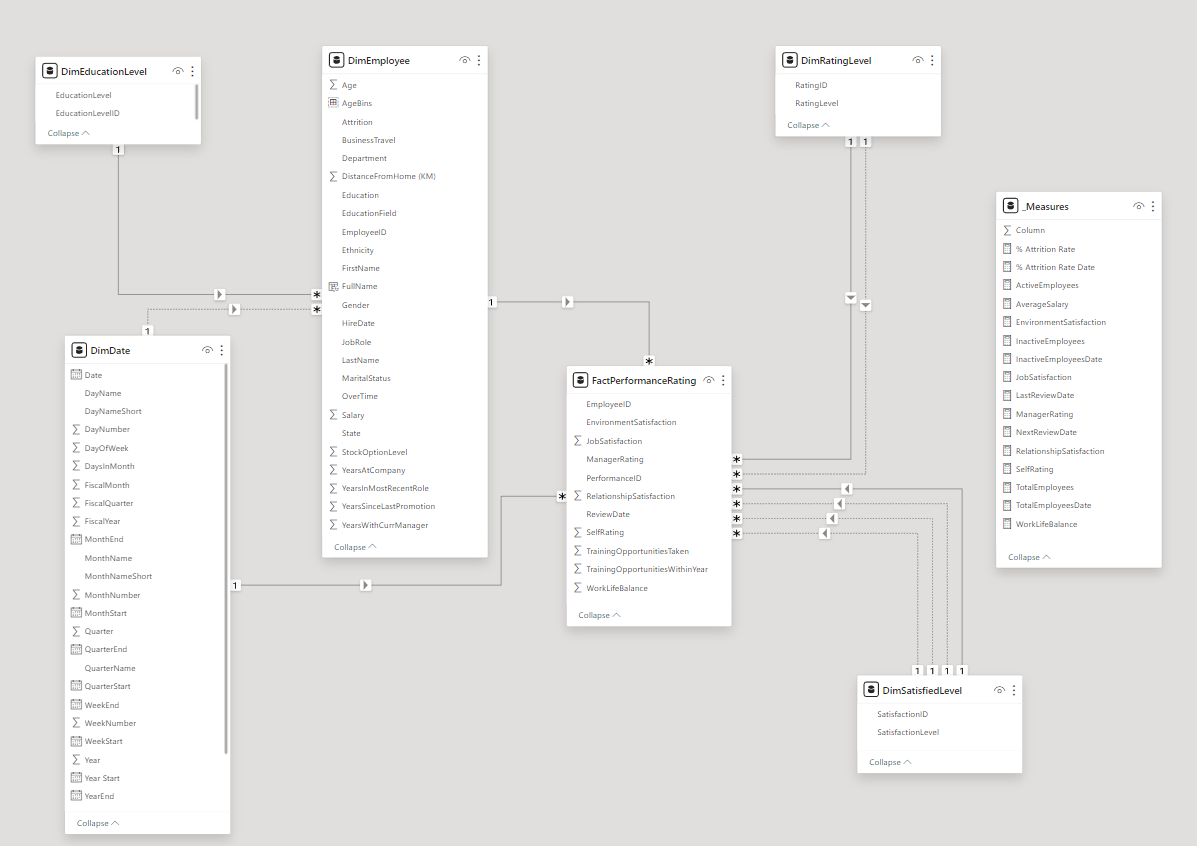 DimEducationLevel
EducationLevel
EducationLevelID
Collapse
1
DimEmployee
Age
AgeBins
Attrition
BusinessTravel
Department
DistanceFromHome (KM)
Education
EducationField
EmployeeID
Ethnicity
FirstName
FullName
Gender
HireDate
JobRole
LastName
MaritalStatus
OverTime
Salary
State
StockOptionLevel
YearsAtCompany
YearsInMostRecentRole
YearsSinceLastPromotion
YearsWithCurrManager
Collapse
*
*
1
DimRatingLevel
RatingID
RatingLevel
Collapse
1 1
_Measures
Column
% Attrition Rate
% Attrition Rate Date
ActiveEmployees
AverageSalary
EnvironmentSatisfaction
InactiveEmployees
InactiveEmployeesDate
JobSatisfaction
LastReviewDate
ManagerRating
NextReviewDate
RelationshipSatisfaction
SelfRating
TotalEmployees
TotalEmployeesDate
WorkLifeBalance
Collapse
1
DimDate
Date
DayName
DayNameShort
DayNumber
DayOfWeek
DaysInMonth
FiscalMonth
FiscalQuarter
FiscalYear
MonthEnd
MonthName
MonthNameShort
MonthNumber
MonthStart
Quarter
QuarterEnd
QuarterName
QuarterStart
WeekEnd
WeekNumber
WeekStart
Year
Year Start
YearEnd
Collapse
1
*
FactPerformanceRating
EmployeeID
EnvironmentSatisfaction
JobSatisfaction
ManagerRating
PerformanceID
RelationshipSatisfaction
ReviewDate
SelfRating
TrainingOpportunitiesTaken
TrainingOpportunitiesWithinYear
WorkLifeBalance
Collapse
*
*
*
*
*
*
*
1 1 1 1
DimSatisfiedLevel
SatisfactionID
SatisfactionLevel
Collapse